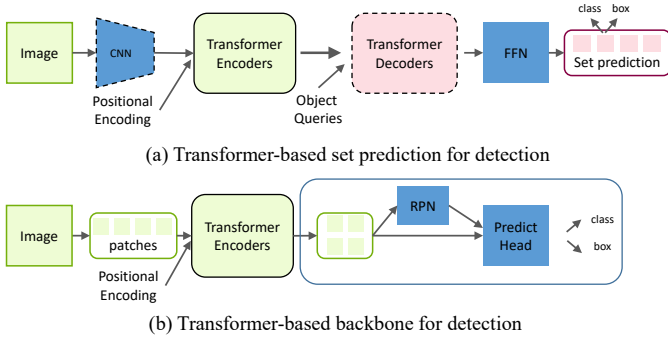 class box
Image
CNN
Transformer
Encoders
Transformer
Decoders
FFN
Set prediction
Positional
Encoding
Object
Queries
(a) Transformer-based set prediction for detection
Image
patches
Transformer
Encoders
RPN
Predict
Head
class
box
Positional
Encoding
(b) Transformer-based backbone for detection